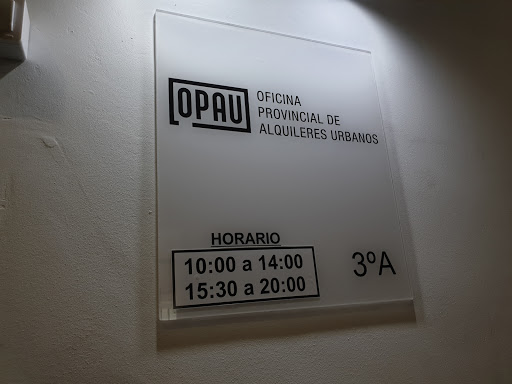 OPAU
OFICINA
PROVINCIAL DE
ALQUILERES URBANOS
HORARIO
10:00 a 14:00
15:30 a 20:00
3ºA